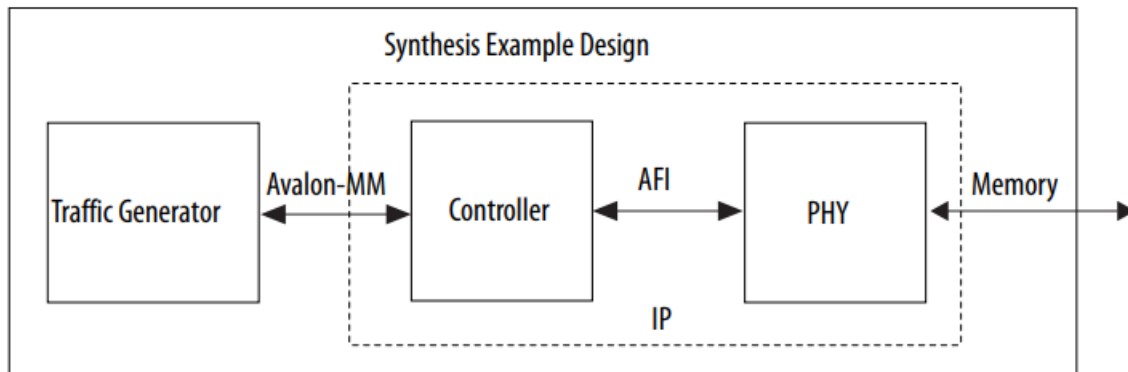 Synthesis Example Design
Traffic Generator
Avalon-MM
Controller
AFI
PHY
Memory
IP